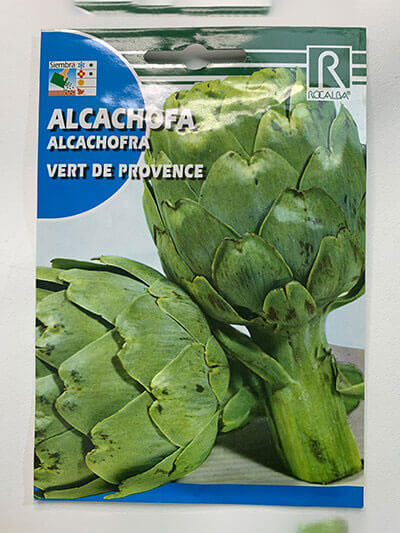 Siembra
R
ROCALBA
ALCACHOFA
ALCACHOFRA
VERT DE PROVENCE